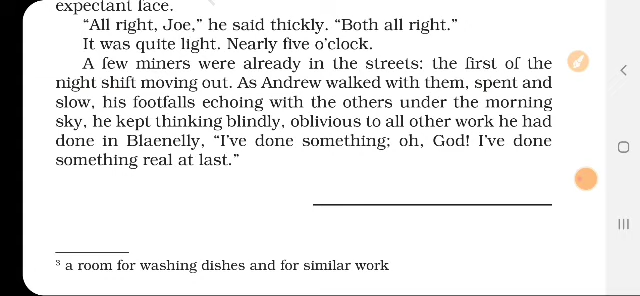 expectant face.
“All right, Joe,” he said thickly. “Both all right.”
It was quite light. Nearly five o’clock.
A few miners were already in the streets: the first of the
night shift moving out. As Andrew walked with them, spent and
slow, his footfalls echoing with the others under the morning
sky, he kept thinking blindly, oblivious to all other work he had
done in Blaenelly, “I’ve done something; oh, God! I’ve done
something real at last.”
³ a room for washing dishes and for similar work